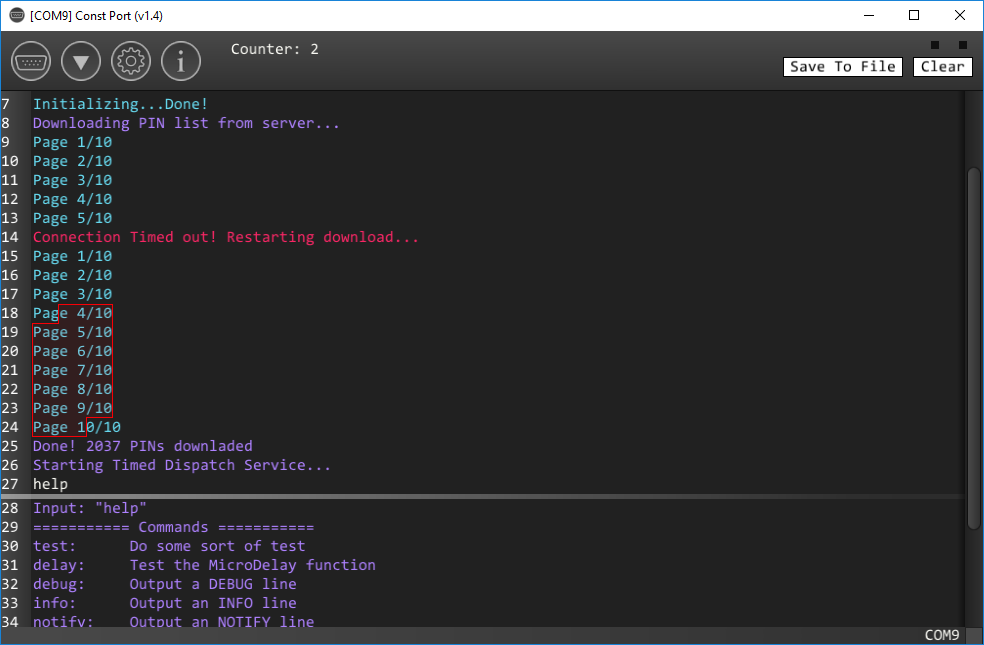 [COM9] Const Port (v1.4)
Counter: 2
Save To File
Clear
7 Initializing...Done!
8 Downloading PIN list from server...
9 Page 1/10
10 Page 2/10
11 Page 3/10
12 Page 4/10
13 Page 5/10
14 Connection Timed out! Restarting download...
15 Page 1/10
16 Page 2/10
17 Page 3/10
18 Page 4/10
19 Page 5/10
20 Page 6/10
21 Page 7/10
22 Page 8/10
23 Page 9/10
24 Page 10/10
25 Done! 2037 PINs downladed
26 Starting Timed Dispatch Service...
27 help
28 Input: "help"
29 =========== Commands ===========
30 test: Do some sort of test
31 delay: Test the MicroDelay function
32 debug: Output a DEBUG line
33 info: Output an INFO line
34 notify: Output an NOTIFY line
COM9